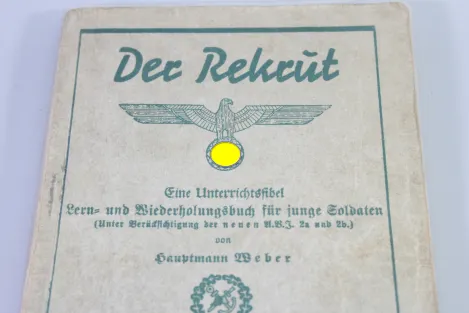 Der Rekrut
Eine Unterrichtsfibel
Lern- und Wiederholungsbuch für junge Soldaten
(Unter Berücksichtigung der neuen A.V.I. 2a und 2b.)
von
Hauptmann Weber